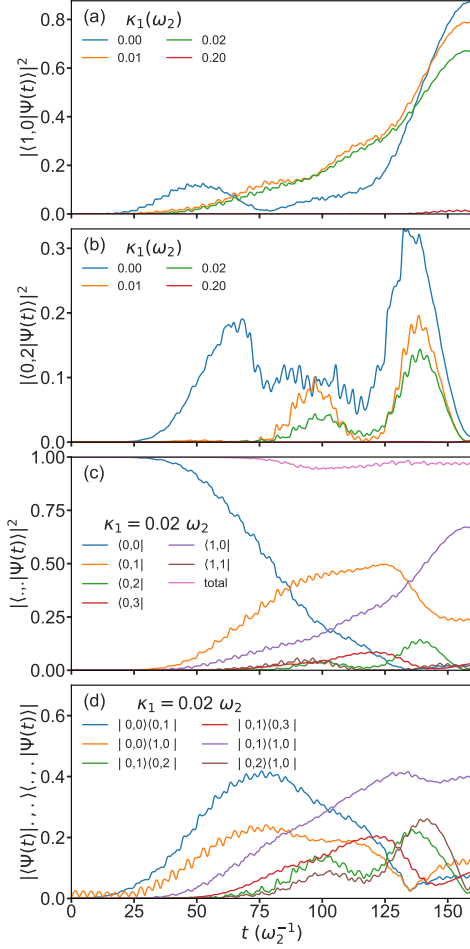 (a)
κ₁(ω₂)
0.00 0.02
0.01 0.20
0.8
0.6
0.4
0.2
0.0
|⟨1,0|Ψ(t)⟩|²
(b)
κ₁(ω₂)
0.00 0.02
0.01 0.20
0.3
0.2
0.1
0.0
|⟨0,2|Ψ(t)⟩|²
(c)
κ₁ = 0.02 ω₂
⟨0,0| ⟨1,0|
⟨0,1| ⟨1,1|
⟨0,2| total
⟨0,3|
1.00
0.75
0.50
0.25
0.00
|⟨.,.|Ψ(t)⟩|²
(d)
κ₁ = 0.02 ω₂
| 0,0⟩⟨0,1 | | 0,1⟩⟨0,3 |
| 0,0⟩⟨1,0 | | 0,1⟩⟨1,0 |
| 0,1⟩⟨0,2 | | 0,2⟩⟨1,0 |
0.6
0.4
0.2
0.0
|⟨Ψ(t)|.,.⟩⟨.,.|Ψ(t)⟩|
0 25 50 75 100 125 150
t (ω₂⁻¹)